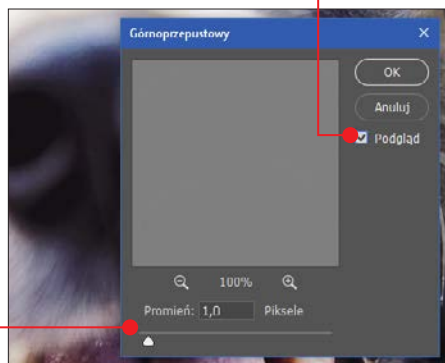 Górnoprzepustowy
OK
Anuluj
Podgląd
100%
Promień: 1,0 Piksele